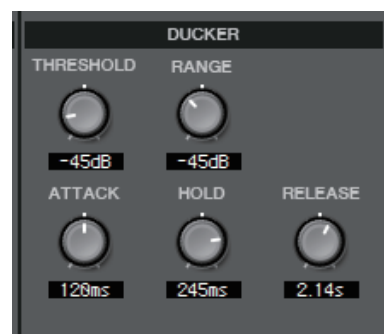 DUCKER
THRESHOLD RANGE
-45dB -45dB
ATTACK HOLD RELEASE
120ms 245ms 2.14s